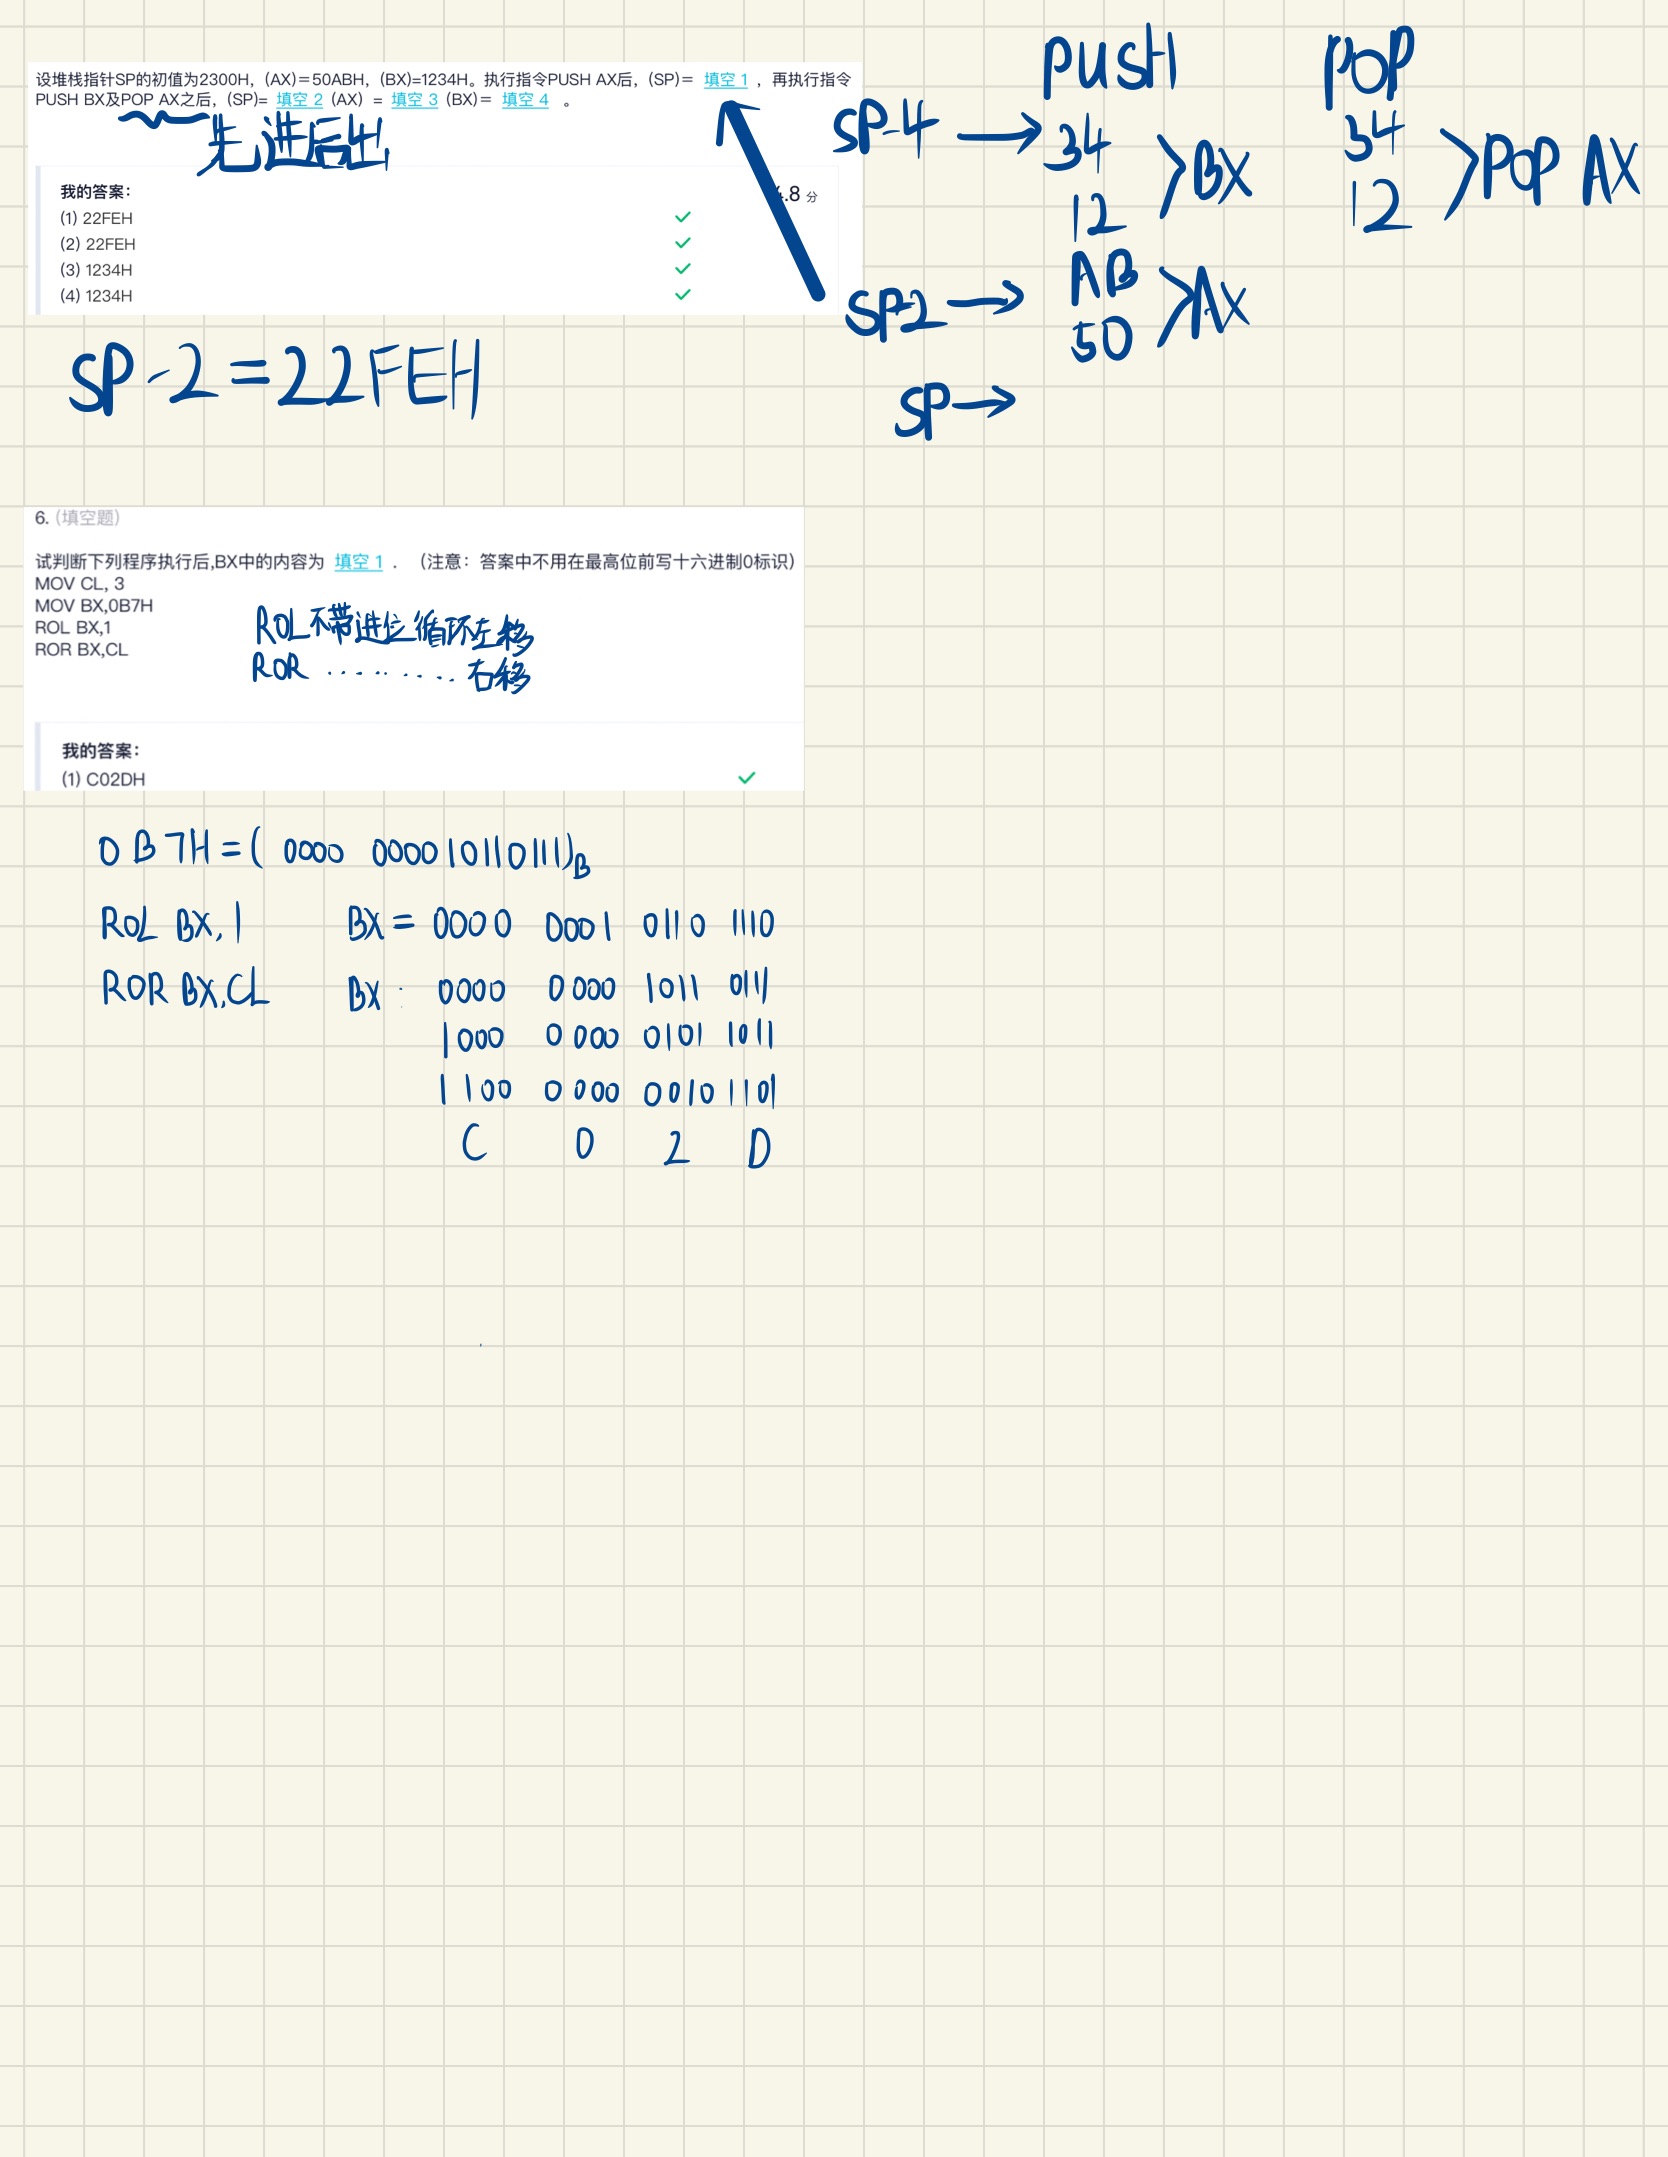 设堆栈指针SP的初值为2300H，(AX)＝50ABH，(BX)=1234H。执行指令PUSH AX后，(SP)＝ 填空 1 ，再执行指令
PUSH BX及POP AX之后，(SP)= 填空 2 (AX) ＝ 填空 3 (BX)＝ 填空 4 。
先进后出
我的答案：
.8 分
(1) 22FEH
(2) 22FEH
(3) 1234H
(4) 1234H
SP-2=22FEH
PUSH
POP
SP-4 → 34
12 >BX
34
12 >POP AX
SP-2 → AB
50 >AX
SP→
6. (填空题)
试判断下列程序执行后,BX中的内容为 填空 1 . （注意：答案中不用在最高位前写十六进制0标识）
MOV CL, 3
MOV BX,0B7H
ROL BX,1
ROR BX,CL
ROL不带进位循环左移
ROR ......... 右移
我的答案：
(1) C02DH
0B7H=( 0000 000010110111)B
ROL BX,1 BX= 0000 0001 0110 1110
ROR BX,CL BX: 0000 0000 1011 0111
1000 0000 0101 1011
1100 0000 0010 1101
C 0 2 D